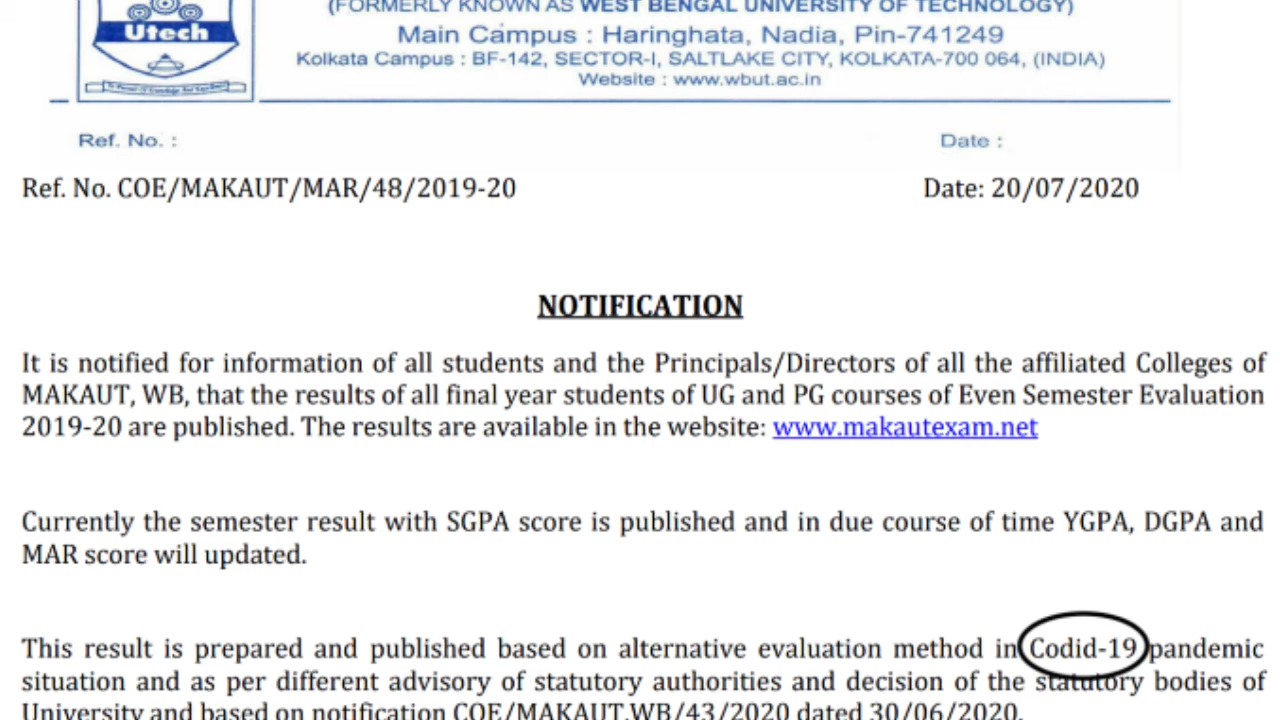 (FORMERLY KNOWN AS WEST BENGAL UNIVERSITY OF TECHNOLOGY)
Utech
Main Campus : Haringhata, Nadia, Pin-741249
Kolkata Campus : BF-142, SECTOR-I, SALTLAKE CITY, KOLKATA-700 064, (INDIA)
Website : www.wbut.ac.in
Ref. No. :
Date :
Ref. No. COE/MAKAUT/MAR/48/2019-20
Date: 20/07/2020
NOTIFICATION
It is notified for information of all students and the Principals/Directors of all the affiliated Colleges of
MAKAUT, WB, that the results of all final year students of UG and PG courses of Even Semester Evaluation
2019-20 are published. The results are available in the website: www.makautexam.net
Currently the semester result with SGPA score is published and in due course of time YGPA, DGPA and
MAR score will updated.
This result is prepared and published based on alternative evaluation method in Codid-19 pandemic
situation and as per different advisory of statutory authorities and decision of the statutory bodies of
University and based on notification COE/MAKAUT,WB/43/2020 dated 30/06/2020.